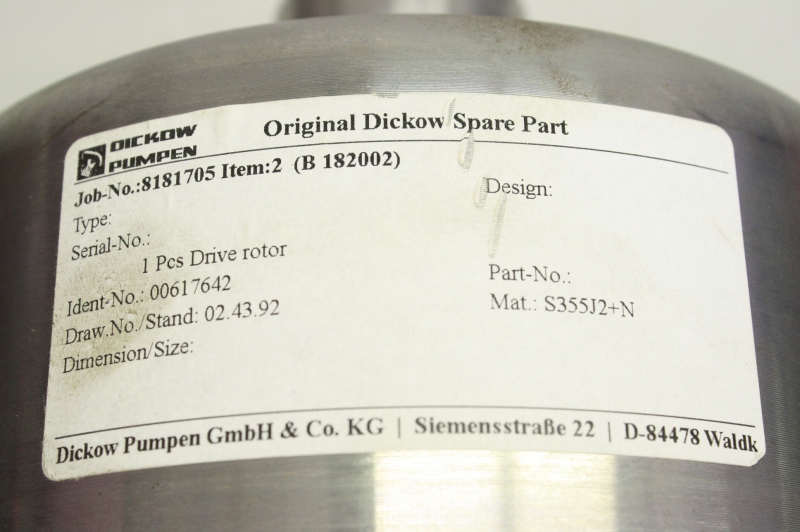 DICKOW
PUMPEN
Original Dickow Spare Part
Job-No.:8181705 Item:2 (B 182002)
Type:
Design:
Serial-No.:
1 Pcs Drive rotor
Part-No.:
Ident-No.: 00617642
Mat.: S355J2+N
Draw.No./Stand: 02.43.92
Dimension/Size:
Dickow Pumpen GmbH & Co. KG | Siemensstraße 22 | D-84478 Waldk